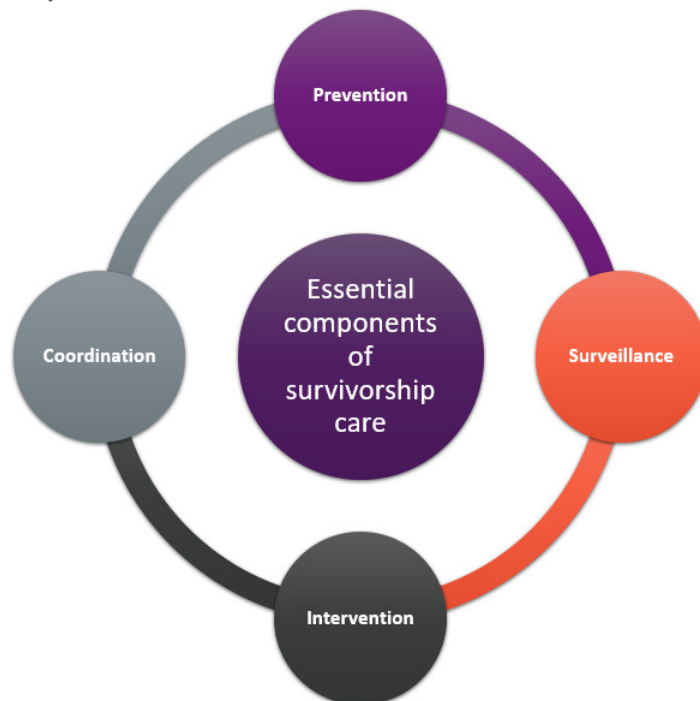 Prevention
Essential
components
of
survivorship
care
Coordination
Surveillance
Intervention